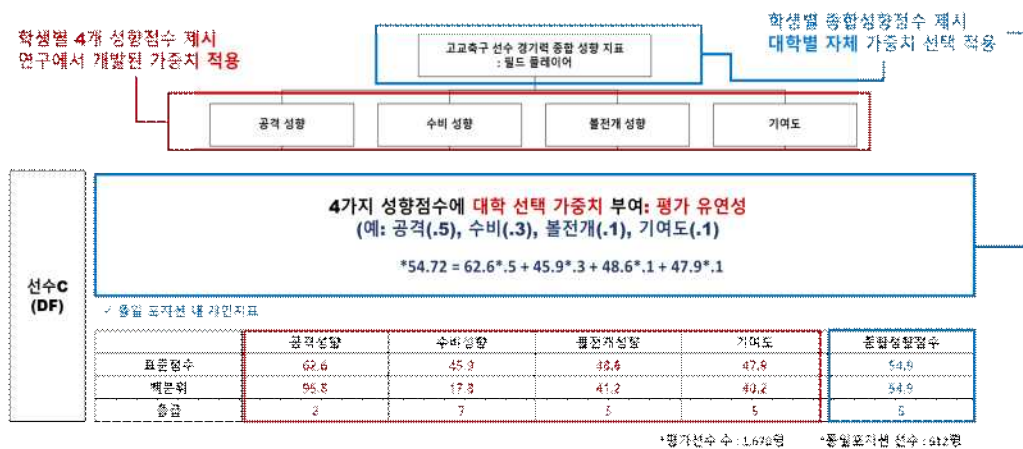 학생별 4개 성향점수 제시
연구에서 개발된 가중치 적용
고교축구 선수 경기력 종합 성향 지표
: 필드 플레이어
학생별 종합성향점수 제시
대학별 자체 가중치 선택 적용
공격 성향 수비 성향 볼전개 성향 기여도
선수C
(DF)
4가지 성향점수에 대학 선택 가중치 부여: 평가 유연성
(예: 공격(.5), 수비(.3), 볼전개(.1), 기여도(.1)
*54.72 = 62.6*.5 + 45.9*.3 + 48.6*.1 + 47.9*.1
✓ 동일 포지션 내 개인지표
공격성향 수비성향 볼전개성향 기여도 종합성향점수
표준점수 62.6 45.9 48.6 47.9 54.9
백분위 95.8 17.8 41.2 40.2 54.9
등급 2 7 5 5 5
*평가선수 수 : *동일포지션 선수 : 612명